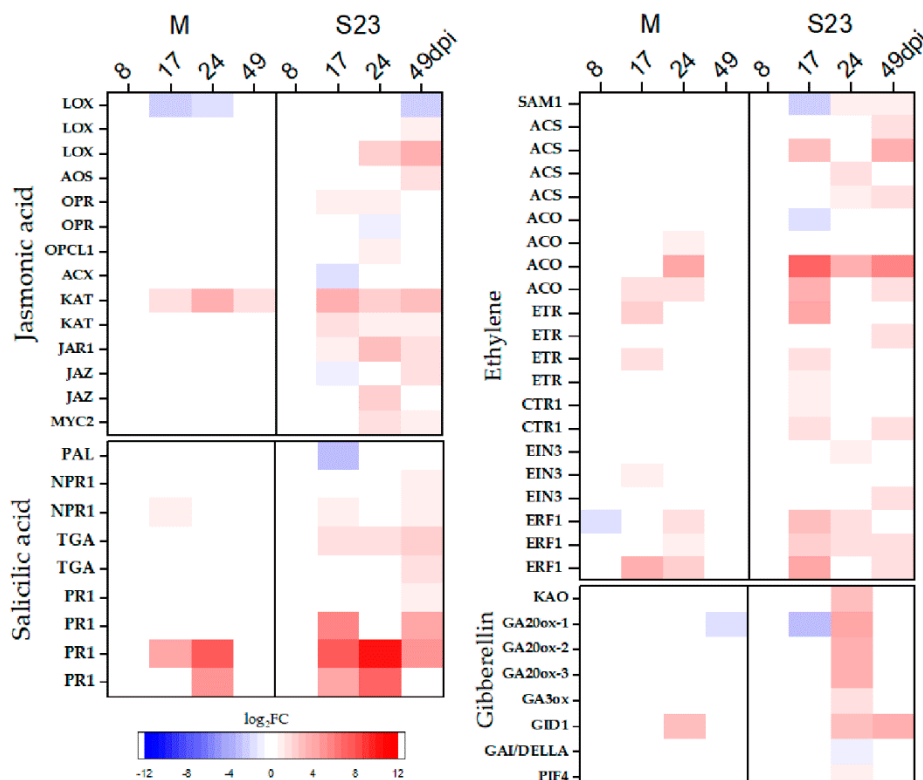 M S23
8 17 24 49 8 17 24 49dpi
Jasmonic acid
LOX
LOX
LOX
AOS
OPR
OPR
OPCL1
ACX
KAT
KAT
JAR1
JAZ
JAZ
MYC2
Salicilic acid
PAL
NPR1
NPR1
TGA
TGA
PR1
PR1
PR1
PR1
log2FC
-12 -8 -4 0 4 8 12
M S23
8 17 24 49 8 17 24 49dpi
Ethylene
SAM1
ACS
ACS
ACS
ACS
ACO
ACO
ACO
ACO
ETR
ETR
ETR
ETR
CTR1
CTR1
EIN3
EIN3
EIN3
ERF1
ERF1
ERF1
Gibberellin
KAO
GA20ox-1
GA20ox-2
GA20ox-3
GA3ox
GID1
GAI/DELLA
PIF4